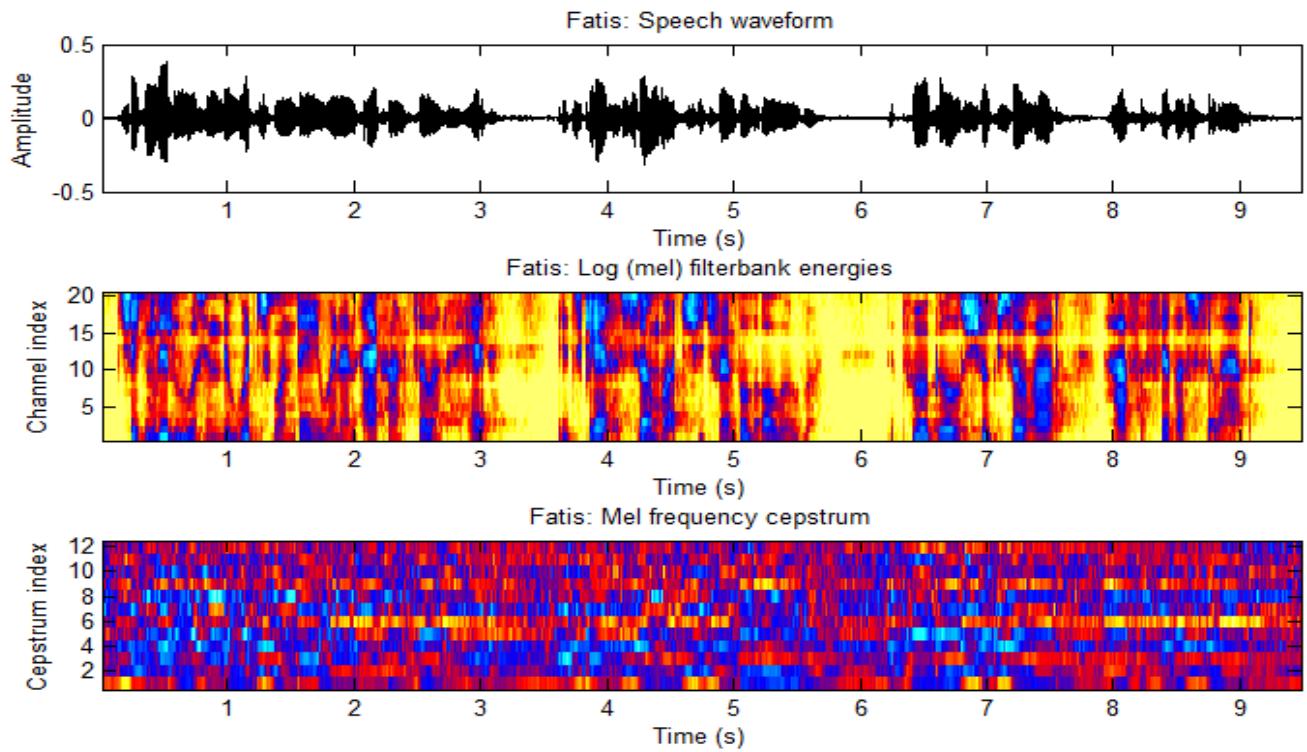 Fatis: Speech waveform
0.5
0
-0.5
Amplitude
1 2 3 4 5 6 7 8 9
Time (s)
Fatis: Log (mel) filterbank energies
20
15
10
5
Channel index
1 2 3 4 5 6 7 8 9
Time (s)
Fatis: Mel frequency cepstrum
12
10
8
6
4
2
Cepstrum index
1 2 3 4 5 6 7 8 9
Time (s)